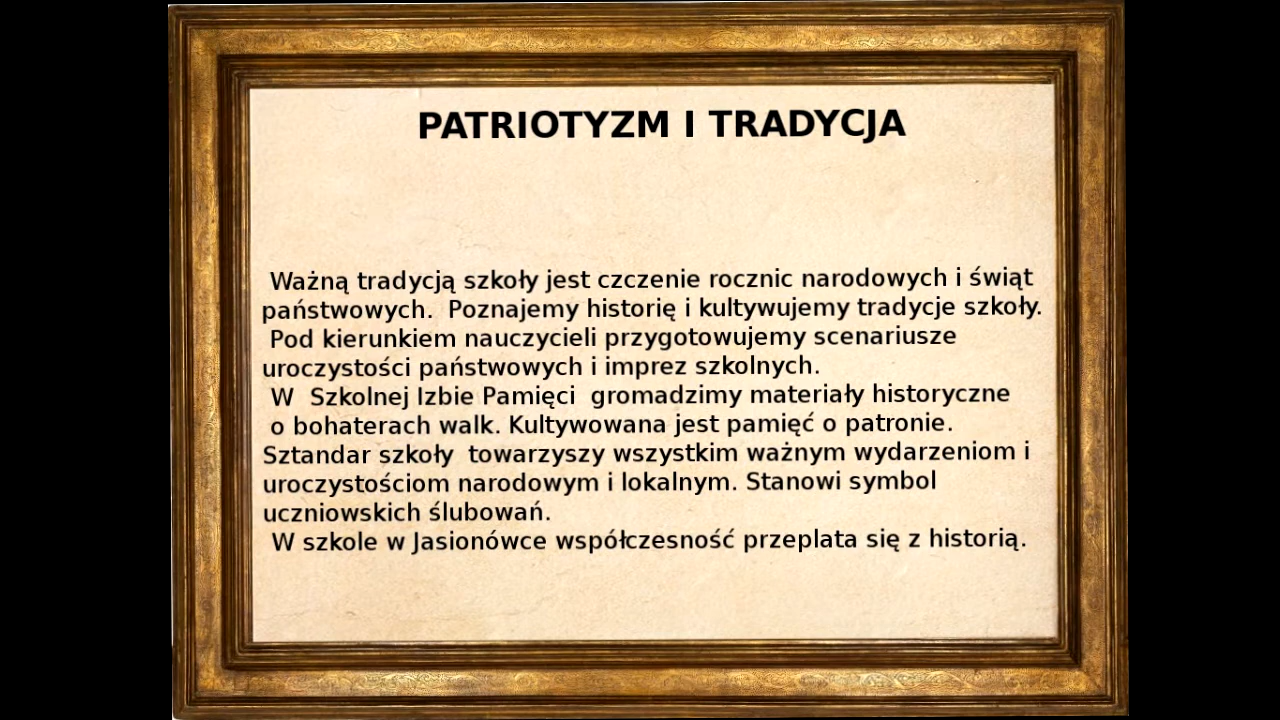 PATRIOTYZM I TRADYCJA
Ważną tradycją szkoły jest czczenie rocznic narodowych i świąt
państwowych. Poznajemy historię i kultywujemy tradycje szkoły.
Pod kierunkiem nauczycieli przygotowujemy scenariusze
uroczystości państwowych i imprez szkolnych.
W Szkolnej Izbie Pamięci gromadzimy materiały historyczne
o bohaterach walk. Kultywowana jest pamięć o patronie.
Sztandar szkoły towarzyszy wszystkim ważnym wydarzeniom i
uroczystościom narodowym i lokalnym. Stanowi symbol
uczniowskich ślubowań.
W szkole w Jasionówce współczesność przeplata się z historią.